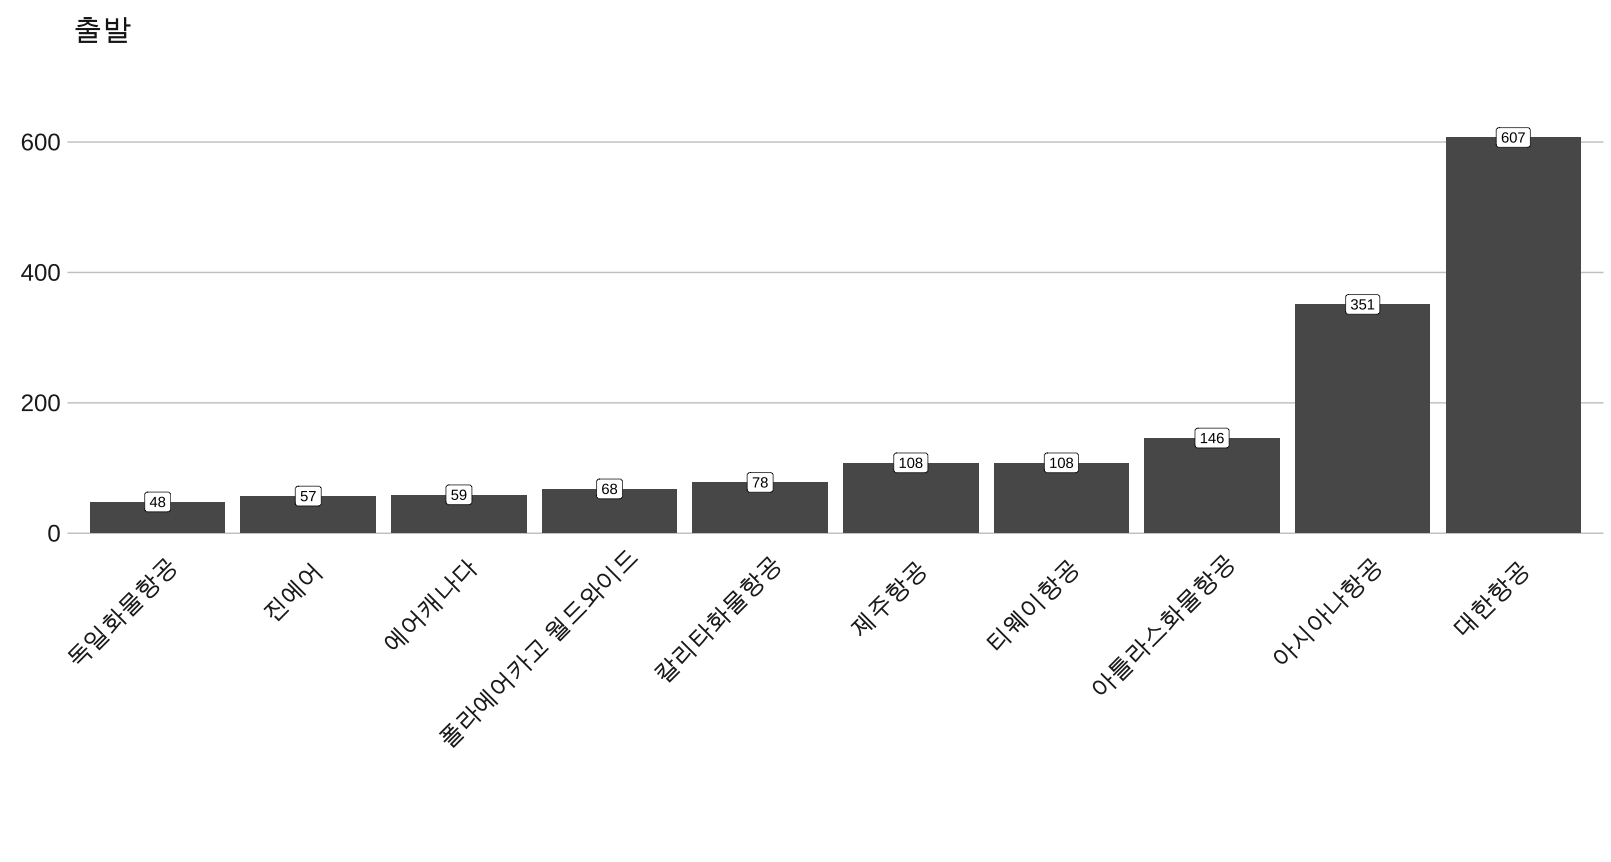 출발
600
400
200
0
48
57
59
68
78
108
108
146
351
607
독일화물항공
진에어
에어캐나다
폴라에어카고 월드와이드
칼리타화물항공
제주항공
티웨이항공
아틀라스화물항공
아시아나항공
대한항공